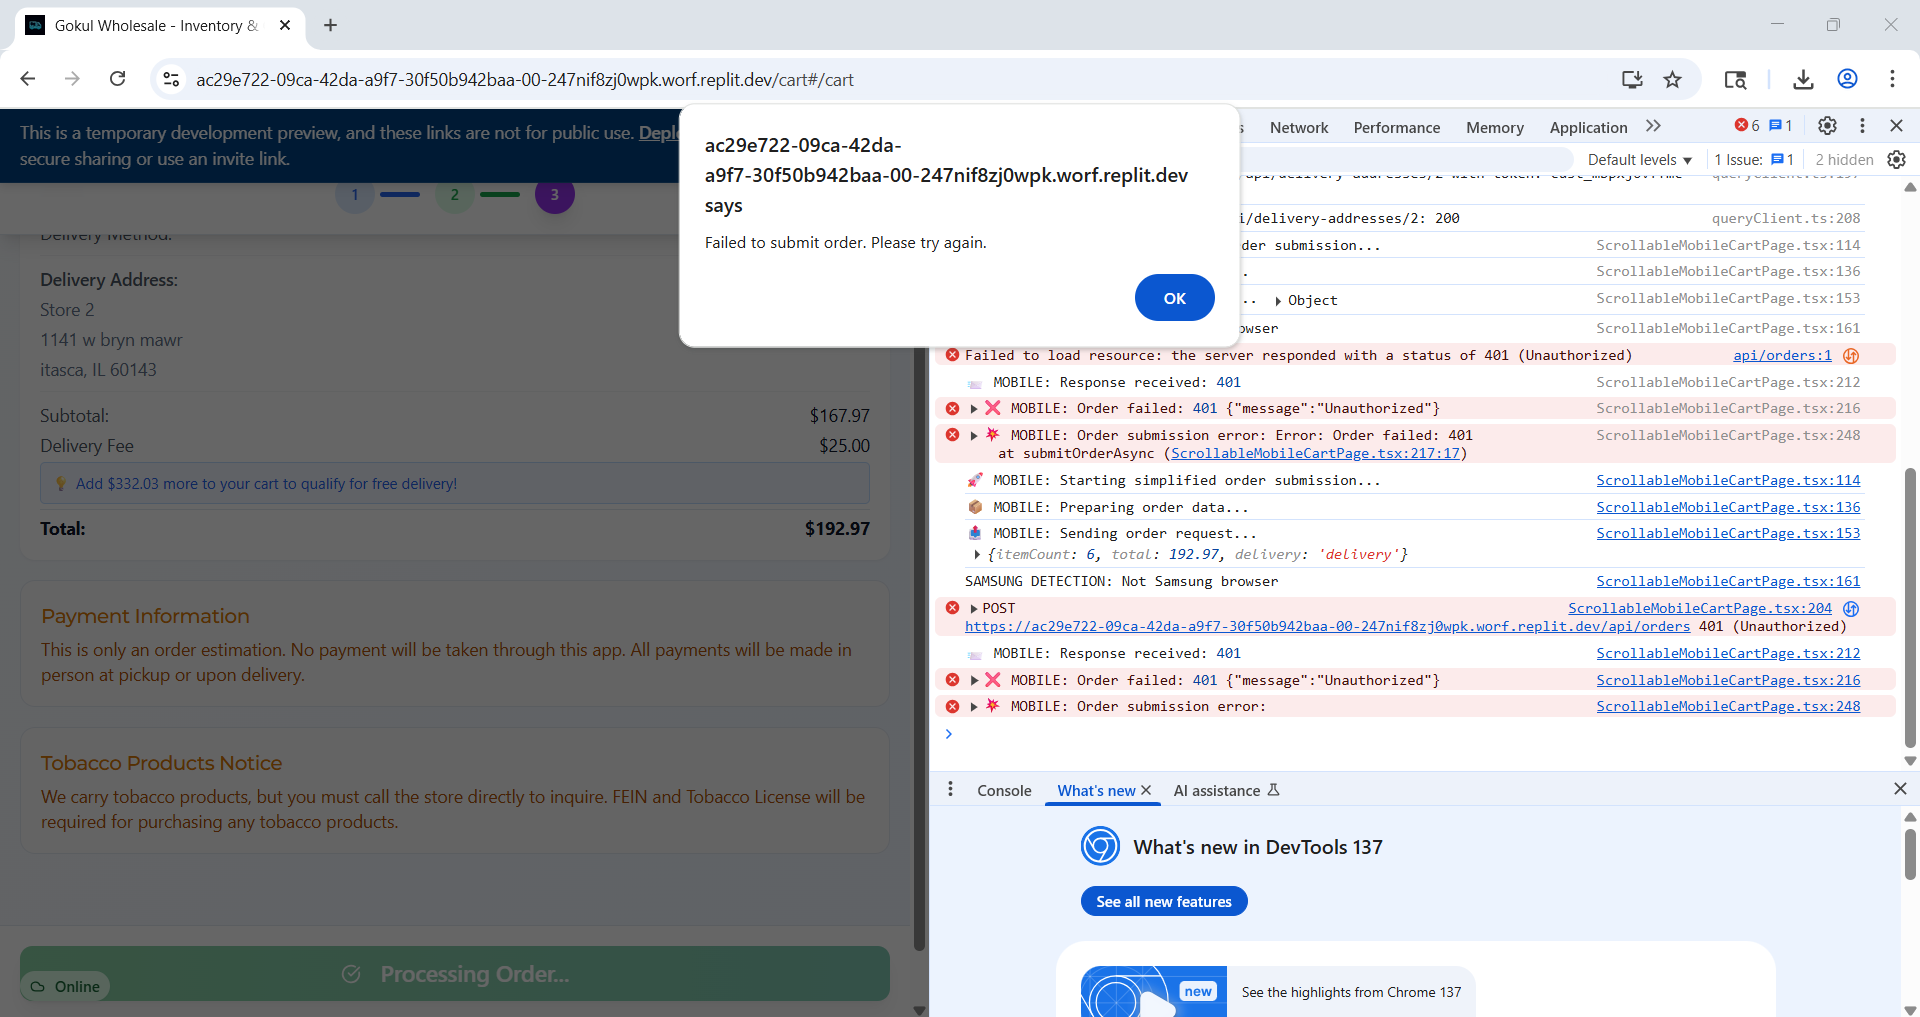 Gokul Wholesale - Inventory &
ac29e722-09ca-42da-a9f7-30f50b942baa-00-247nif8zj0wpk.worf.replit.dev/cart#/cart
This is a temporary development preview, and these links are not for public use. Deplo
secure sharing or use an invite link.
1
2
3
Delivery Method:
Delivery Address:
Store 2
1141 w bryn mawr
itasca, IL 60143
Subtotal: $167.97
Delivery Fee $25.00
Add $332.03 more to your cart to qualify for free delivery!
Total: $192.97
Payment Information
This is only an order estimation. No payment will be taken through this app. All payments will be made in
person at pickup or upon delivery.
Tobacco Products Notice
We carry tobacco products, but you must call the store directly to inquire. FEIN and Tobacco License will be
required for purchasing any tobacco products.
Processing Order...
Online
ac29e722-09ca-42da-
a9f7-30f50b942baa-00-247nif8zj0wpk.worf.replit.dev
says
Failed to submit order. Please try again.
OK
s Network Performance Memory Application 6 1
Default levels 1 Issue: 1 2 hidden
i/delivery-addresses/2: 200 queryClient.ts:208
der submission... ScrollableMobileCartPage.tsx:114
. ScrollableMobileCartPage.tsx:136
.. Object ScrollableMobileCartPage.tsx:153
owser ScrollableMobileCartPage.tsx:161
Failed to load resource: the server responded with a status of 401 (Unauthorized) api/orders:1
MOBILE: Response received: 401 ScrollableMobileCartPage.tsx:212
MOBILE: Order failed: 401 {"message":"Unauthorized"} ScrollableMobileCartPage.tsx:216
MOBILE: Order submission error: Error: Order failed: 401 ScrollableMobileCartPage.tsx:248
at submitOrderAsync (ScrollableMobileCartPage.tsx:217:17)
MOBILE: Starting simplified order submission... ScrollableMobileCartPage.tsx:114
MOBILE: Preparing order data... ScrollableMobileCartPage.tsx:136
MOBILE: Sending order request... ScrollableMobileCartPage.tsx:153
{itemCount: 6, total: 192.97, delivery: 'delivery'}
SAMSUNG DETECTION: Not Samsung browser ScrollableMobileCartPage.tsx:161
POST ScrollableMobileCartPage.tsx:204
https://ac29e722-09ca-42da-a9f7-30f50b942baa-00-247nif8zj0wpk.worf.replit.dev/api/orders 401 (Unauthorized)
MOBILE: Response received: 401 ScrollableMobileCartPage.tsx:212
MOBILE: Order failed: 401 {"message":"Unauthorized"} ScrollableMobileCartPage.tsx:216
MOBILE: Order submission error: ScrollableMobileCartPage.tsx:248
Console What's new AI assistance
What's new in DevTools 137
See all new features
new
See the highlights from Chrome 137